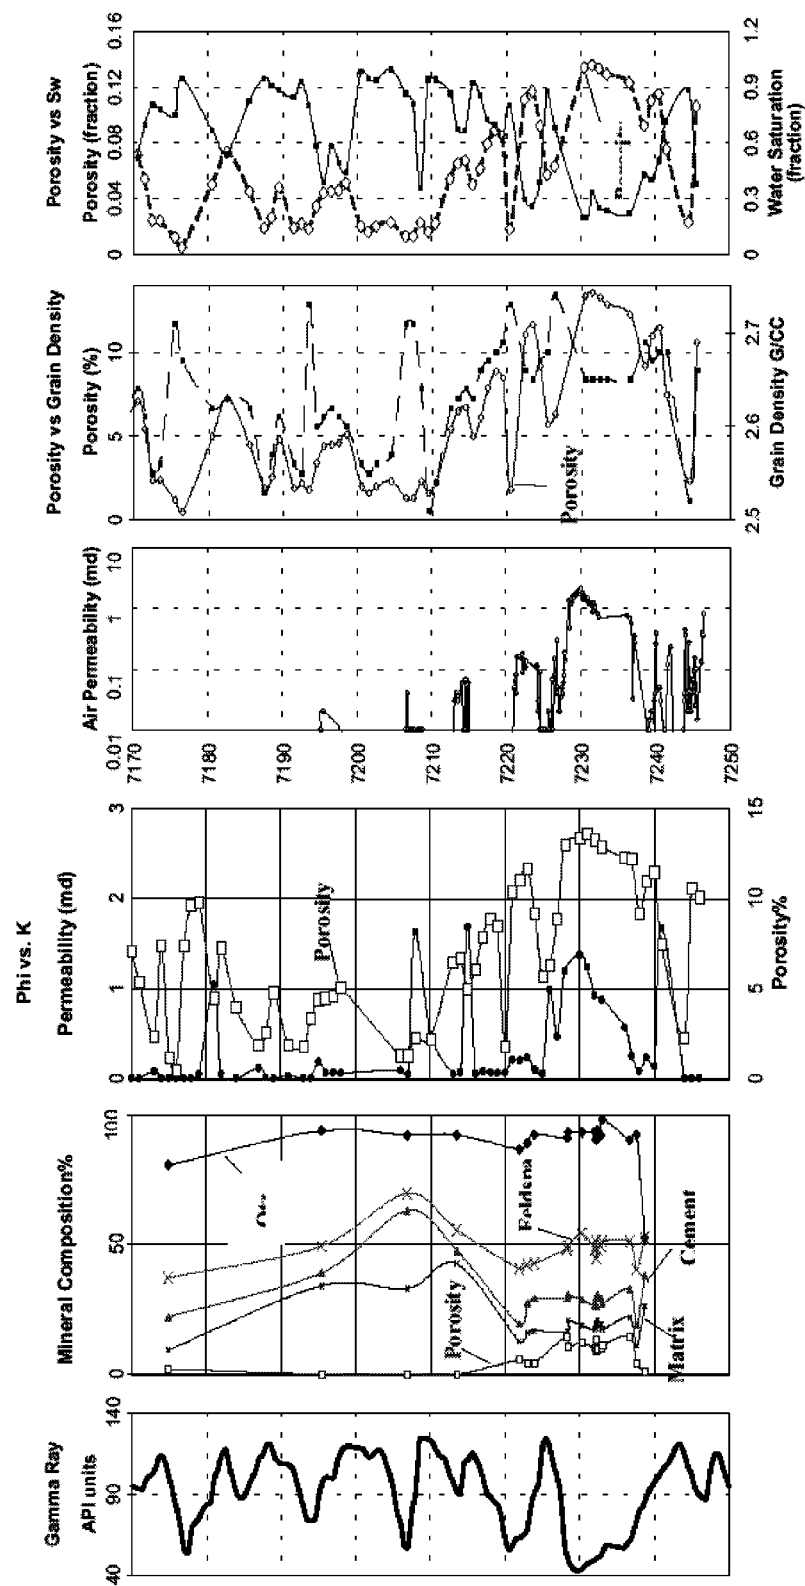 Gamma Ray
API units
140
90
40
Mineral Composition%
100
50
0
Porosity
Feldspa
Cement
Matrix
Phi vs. K
Permeability (md)
3
2
1
0
Porosity
15
10
5
0
Porosity%
Air Permeability (md)
10
1
0.1
0.01
7170
7180
7190
7200
7210
7220
7230
7240
7250
Porosity vs Grain Density
Porosity (%)
10
5
0
Porosity
2.7
2.6
2.5
Grain Density G/CC
Porosity vs Sw
Porosity (fraction)
0.16
0.12
0.08
0.04
0
1.2
0.9
0.6
0.3
0
Water Saturation
(fraction)